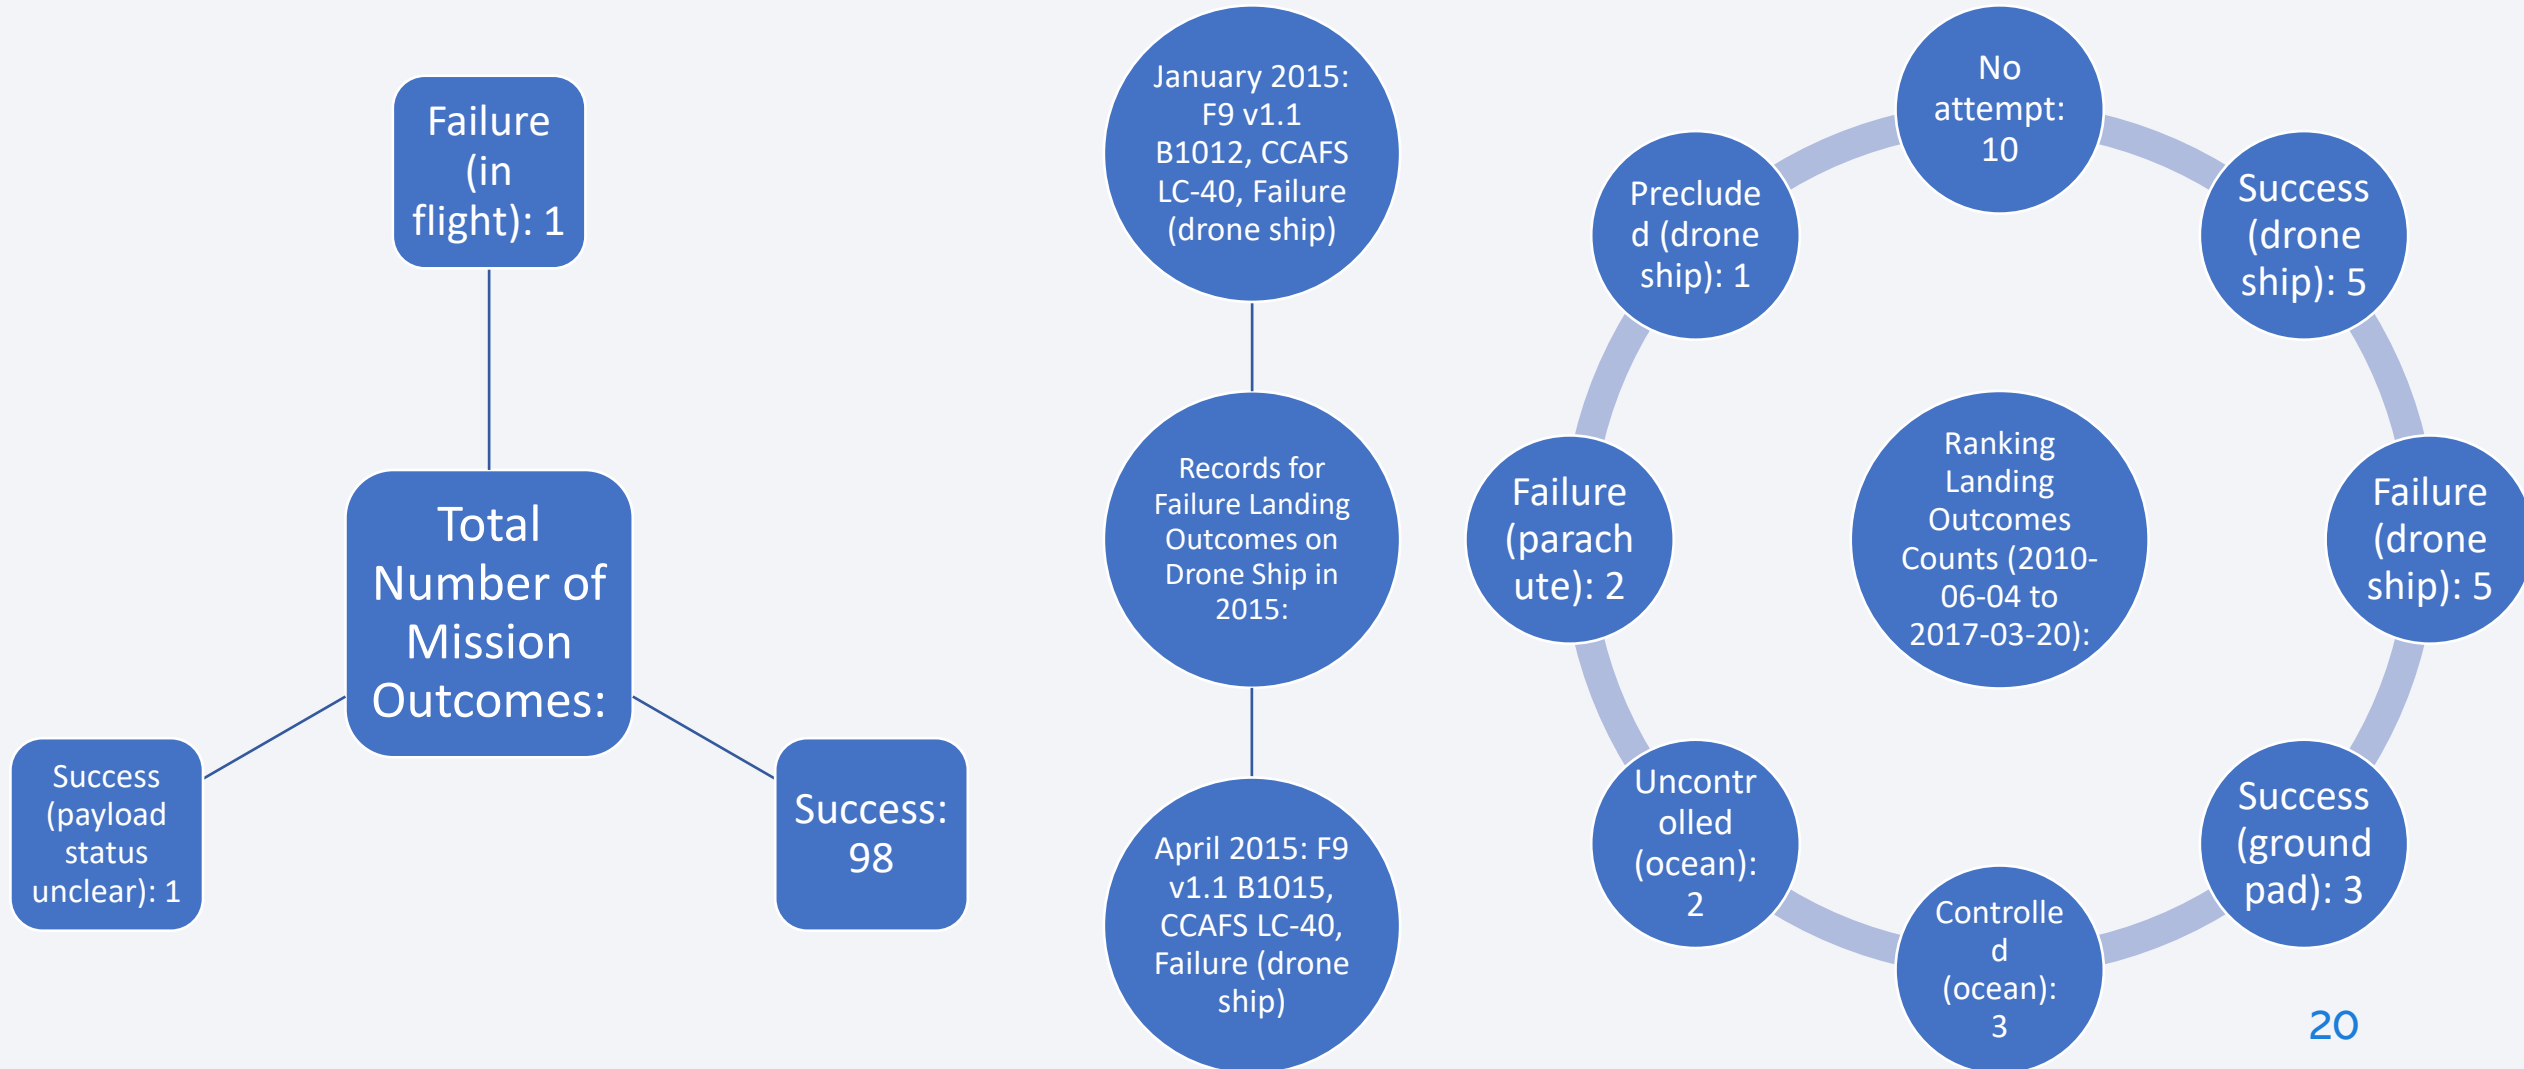 Failure
(in
flight): 1
Total
Number of
Mission
Outcomes:
Success
(payload
status
unclear): 1
Success:
98
January 2015:
F9 v1.1
B1012, CCAFS
LC-40, Failure
(drone ship)
Records for
Failure Landing
Outcomes on
Drone Ship in
2015:
April 2015: F9
v1.1 B1015,
CCAFS LC-40,
Failure (drone
ship)
No
attempt:
10
Success
(drone
ship): 5
Failure
(drone
ship): 5
Success
(ground
pad): 3
Controlle
d
(ocean):
3
Uncontr
olled
(ocean):
2
Failure
(parach
ute): 2
Preclude
d (drone
ship): 1
Ranking
Landing
Outcomes
Counts (2010-
06-04 to
2017-03-20):
20